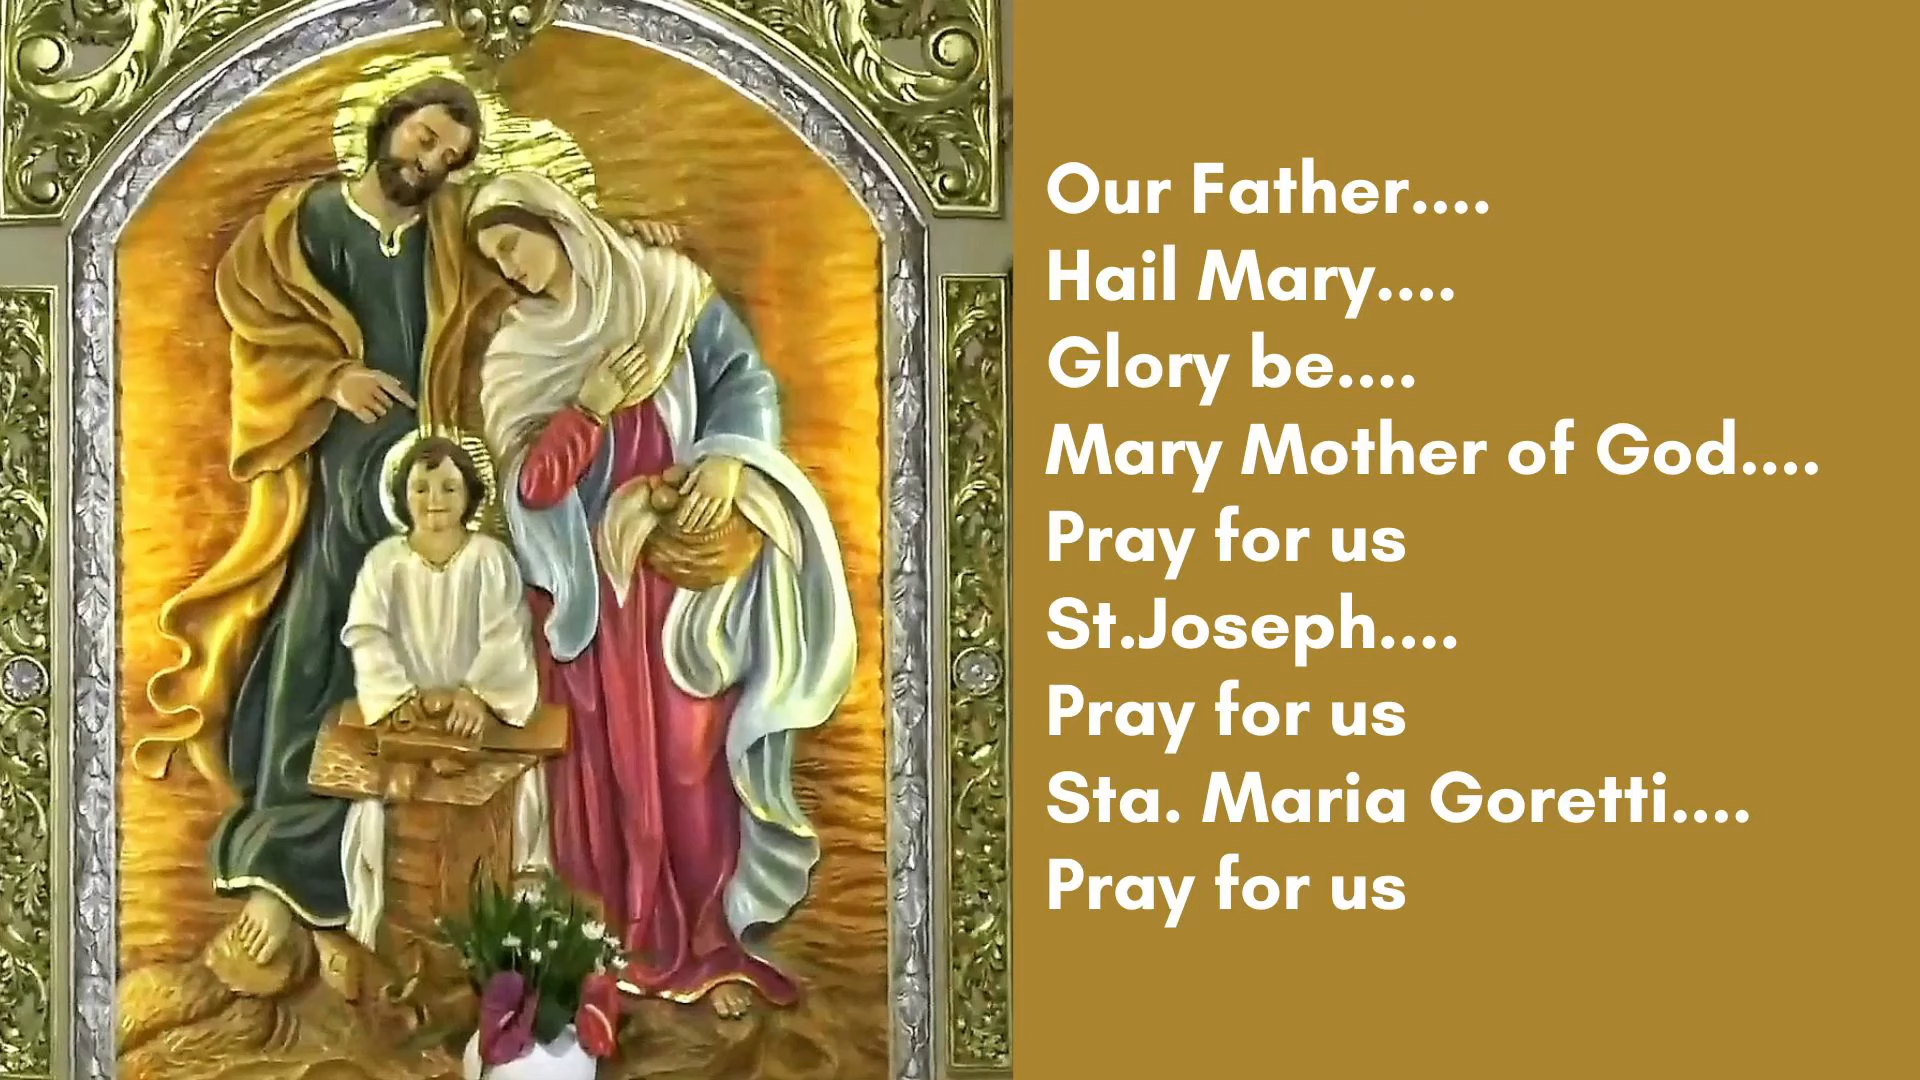 Our Father....
Hail Mary....
Glory be....
Mary Mother of God....
Pray for us
St.Joseph....
Pray for us
Sta. Maria Goretti....
Pray for us